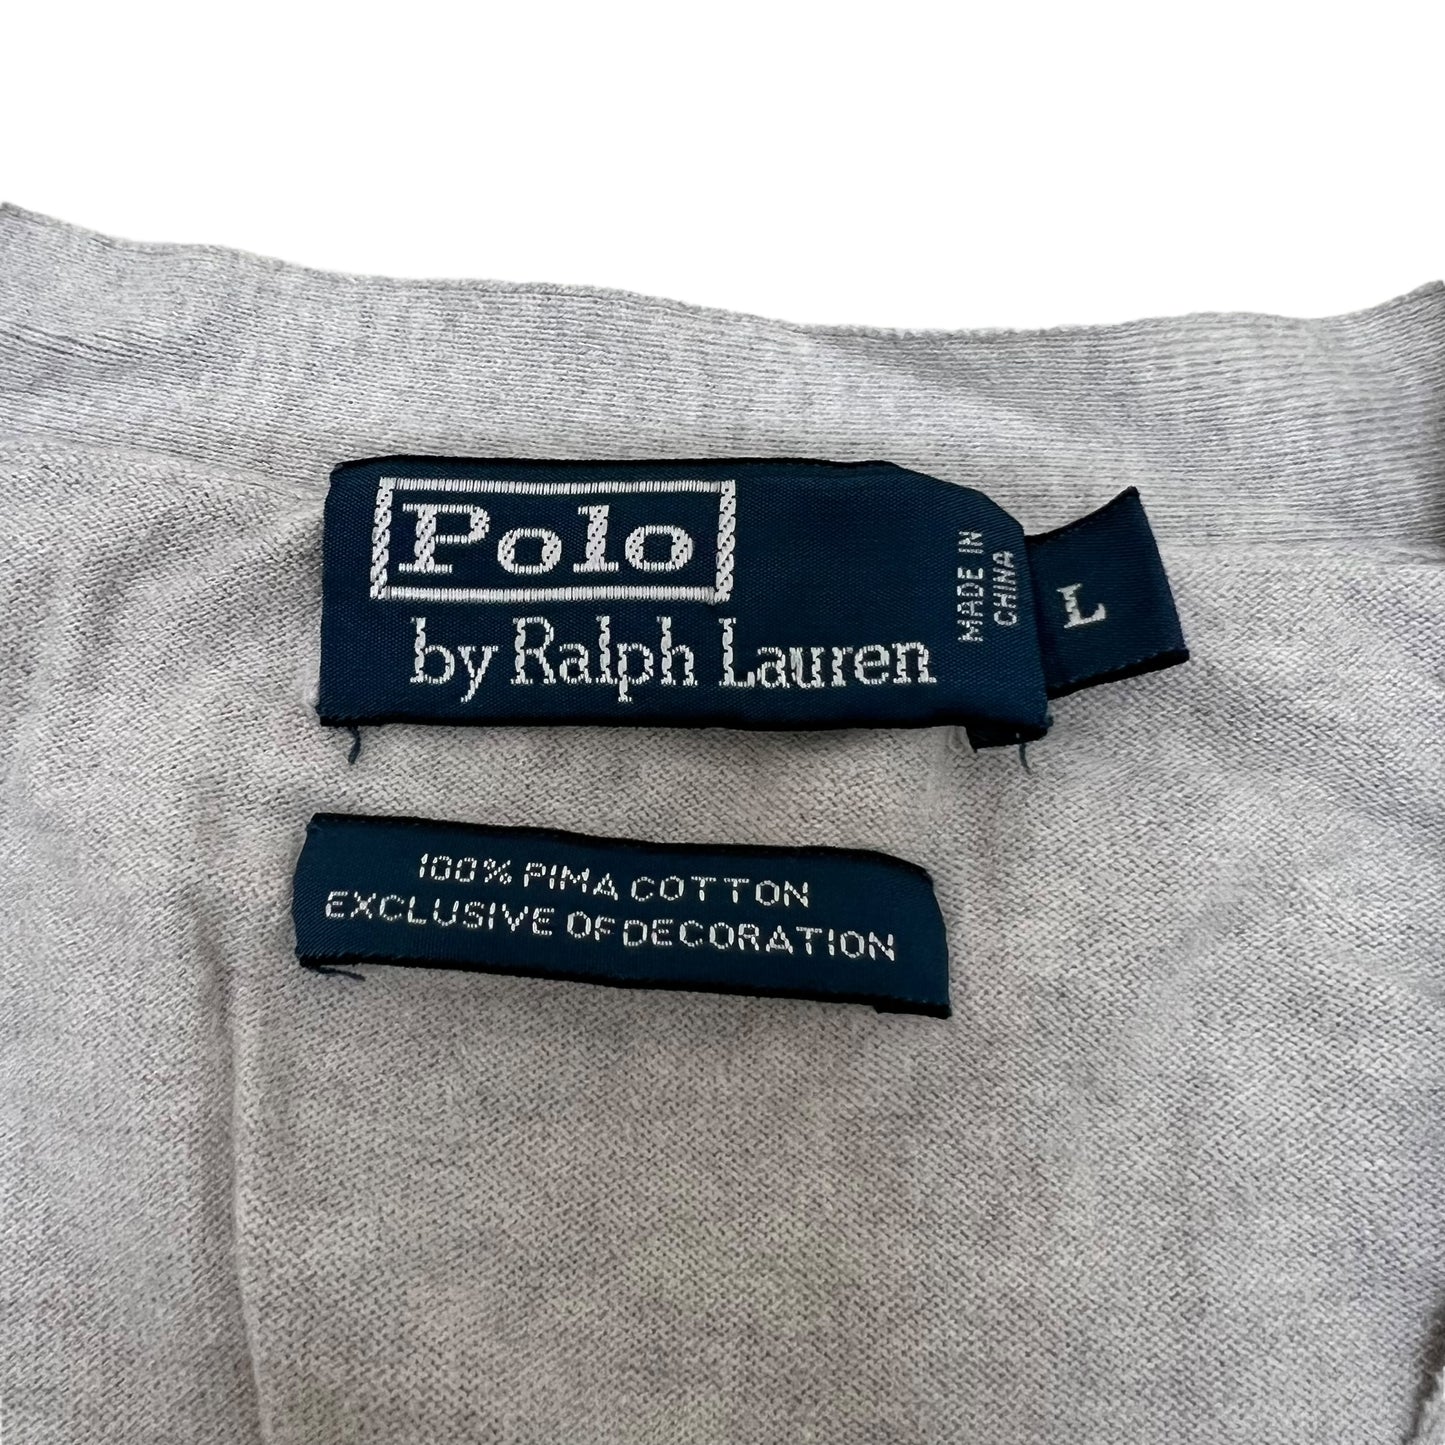 Polo
by Ralph Lauren
MADE IN
CHINA
L
100% PIMA COTTON
EXCLUSIVE OF DECORATION